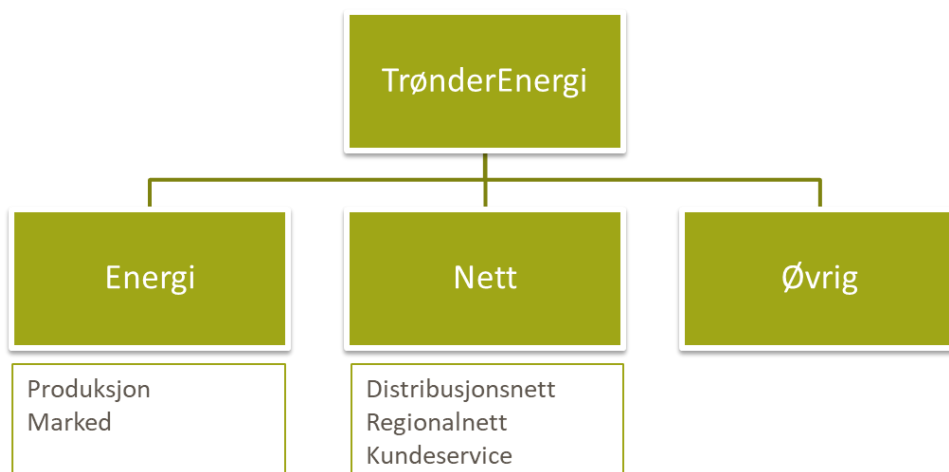 TrønderEnergi
Energi
Nett
Øvrig
Produksjon
Marked
Distribusjonsnett
Regionalnett
Kundeservice